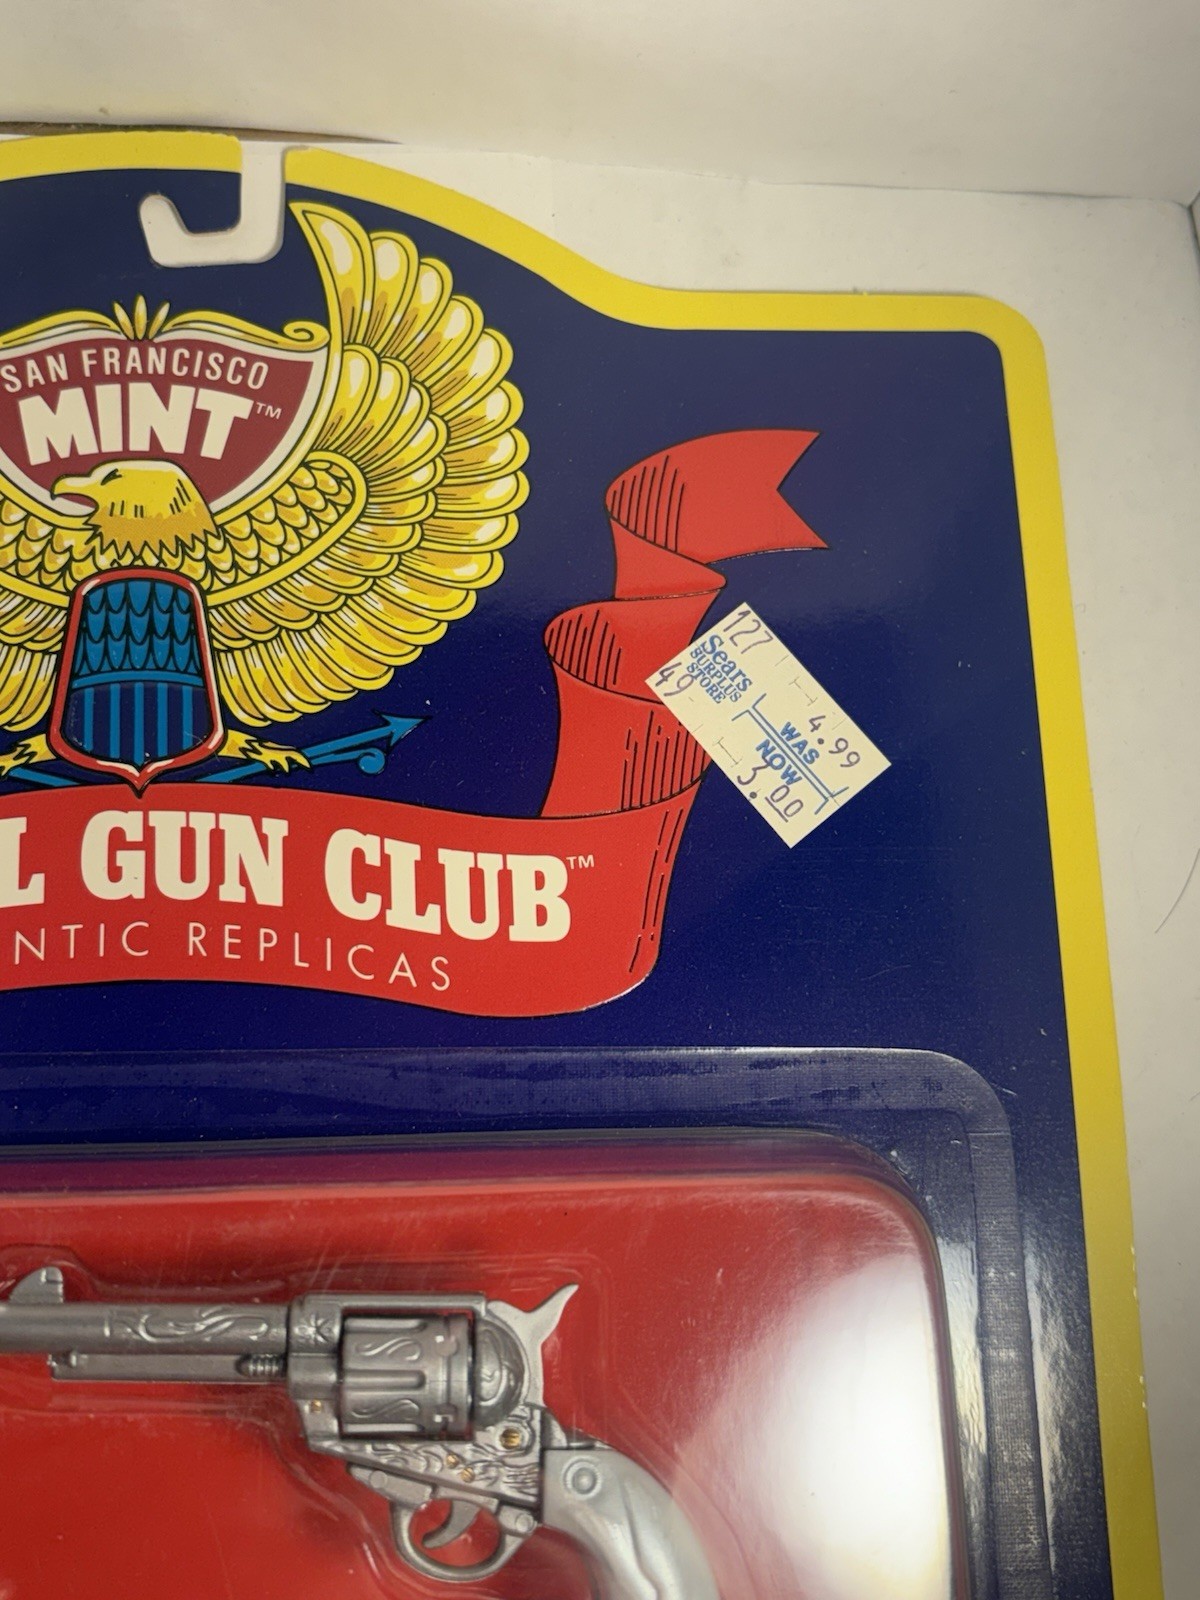 SAN FRANCISCO
MINT™
L GUN CLUB™
NTIC REPLICAS
127
Sears
SURPLUS
STORE
49
4.99
WAS
NOW
3.00